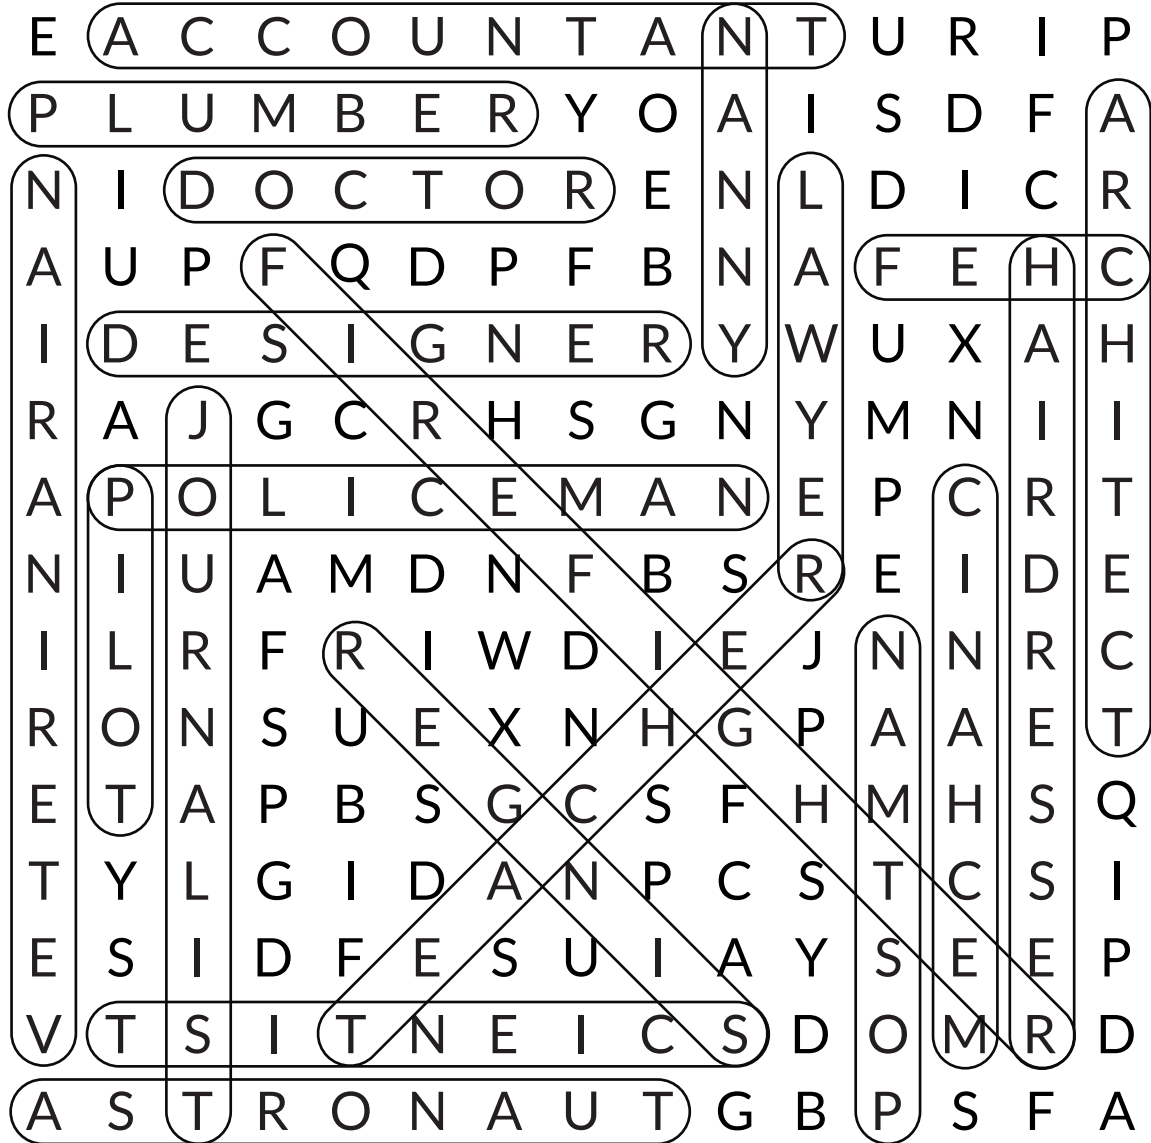 E A C C O U N T A N T U R I P
P L U M B E R Y O A I S D F A
N I D O C T O R E N L D I C R
A U P F Q D P F B N A F E H C
I D E S I G N E R Y W U X A H
R A J G C R H S G N Y M N I I
A P O L I C E M A N E P C R T
N I U A M D N F B S R E I D E
I L R F R I W D I E J N N R C
R O N S U E X N H G P A A E T
E T A P B S G C S F H M H S Q
T Y L G I D A N P C S T C S I
E S I D F E S U I A Y S E E P
V T S I T N E I C S D O M R D
A S T R O N A U T G B P S F A